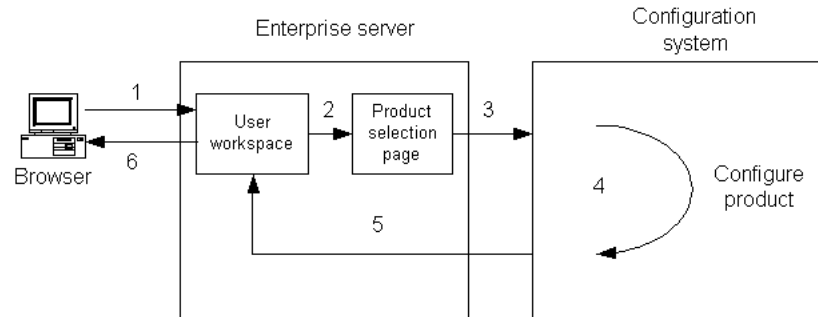 Enterprise server
Configuration
system
1
User
workspace
2
Product
selection
page
3
6
Browser
4
Configure
product
5